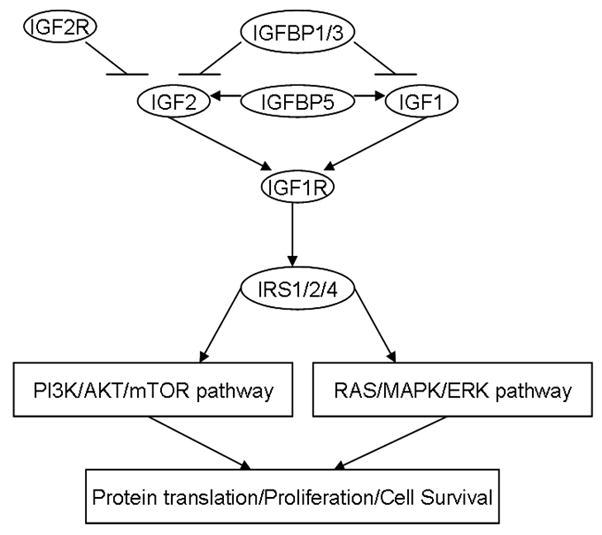 IGF2R
IGFBP1/3
IGF2
IGFBP5
IGF1
IGF1R
IRS1/2/4
PI3K/AKT/mTOR pathway
RAS/MAPK/ERK pathway
Protein translation/Proliferation/Cell Survival